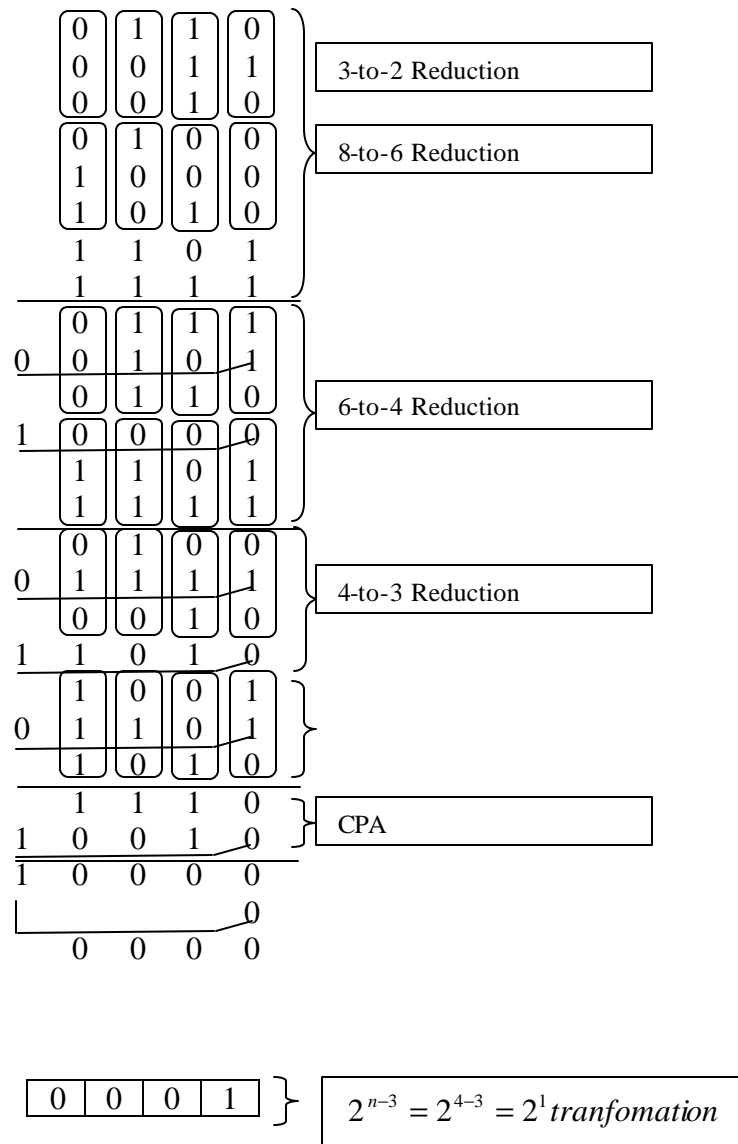 0 1 1 0
0 0 1 1 3-to-2 Reduction
0 0 1 0
0 1 0 0 8-to-6 Reduction
1 0 0 0
1 0 1 0
1 1 0 1
1 1 1 1
0 1 1 1
0 0 1 0 1
0 1 1 0 6-to-4 Reduction
1 0 0 0 0
1 1 0 1
1 1 1 1
0 1 0 0
0 1 1 1 1 4-to-3 Reduction
0 0 1 0
1 1 0 1 0
1 0 0 1
0 1 1 0 1
1 0 1 0
1 1 1 0 CPA
1 0 0 1 0
1 0 0 0 0
0
0 0 0 0
0 0 0 1 2^{n-3} = 2^{4-3} = 2^1 tranfomation